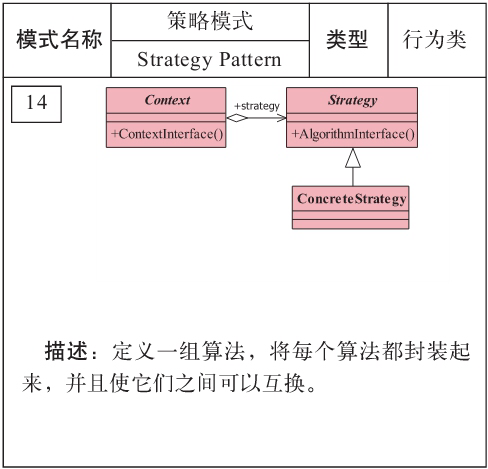 模式名称
策略模式
Strategy Pattern
类型
行为类
14
Context
+ContextInterface()
+strategy
Strategy
+AlgorithmInterface()
ConcreteStrategy
描述：定义一组算法，将每个算法都封装起
来，并且使它们之间可以互换。